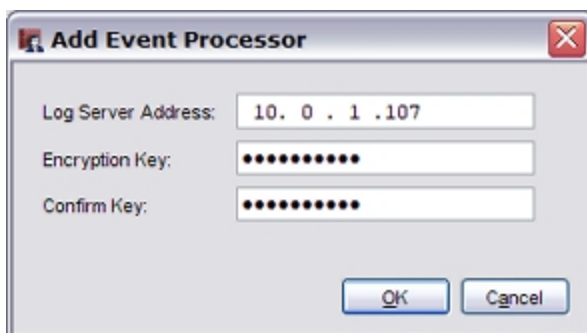 Add Event Processor
Log Server Address: 10. 0 . 1 .107
Encryption Key: ••••••••••
Confirm Key: ••••••••••
OK Cancel